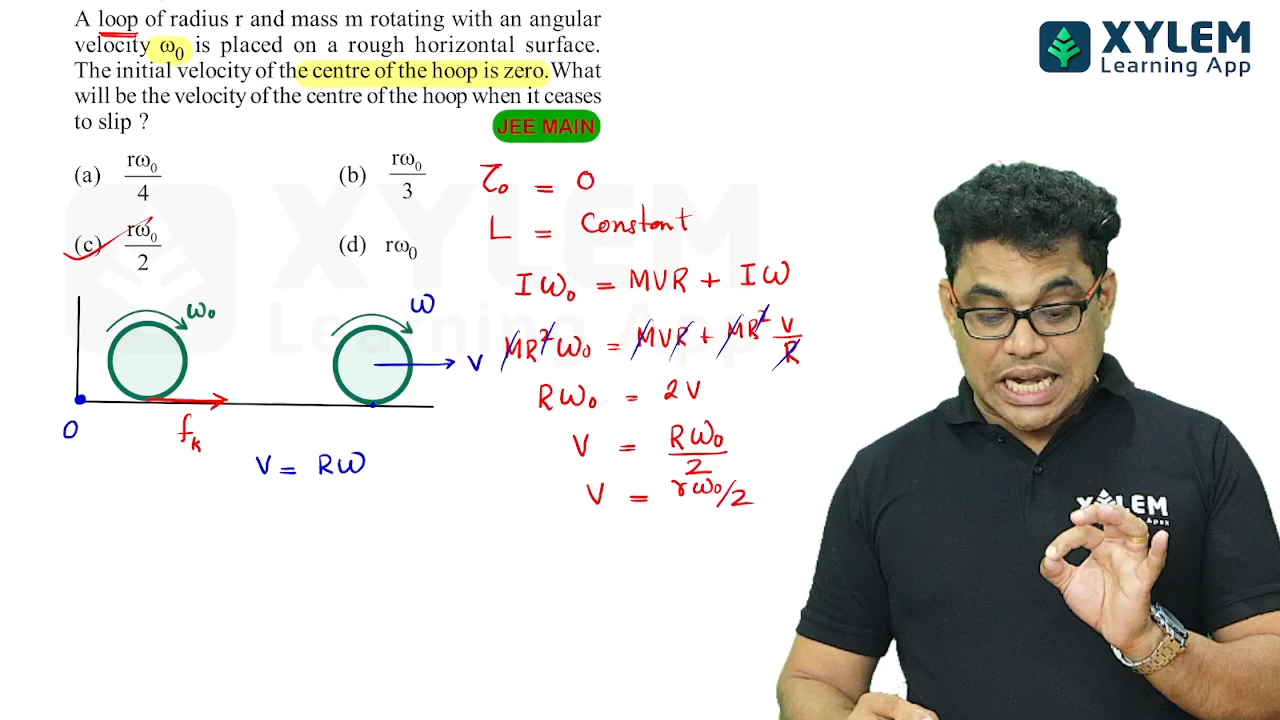 A loop of radius r and mass m rotating with an angular
velocity ω₀ is placed on a rough horizontal surface.
The initial velocity of the centre of the hoop is zero.What
will be the velocity of the centre of the hoop when it ceases
to slip ?
JEE MAIN
(a) rω₀/4
(b) rω₀/3
(c) rω₀/2
(d) rω₀
τ₀ = 0
L = Constant
Iω₀ = MVR + Iω
MR²ω₀ = MVR + MR² V/R
Rω₀ = 2V
V = Rω₀/2
V = rω₀/2
ω₀
ω
V
O
fₖ
V = Rω
XYLEM
Learning App
XYLEM
Learning App
XYLEM